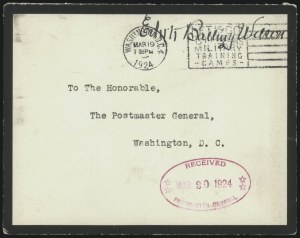 Edith Bolling Wilson
WASHINGTON, D.C.
MAR 19
1 30 PM
1924
MILITARY
TRAINING
CAMPS
To The Honorable,
The Postmaster General,
Washington, D. C.
RECEIVED
MAR 20 1924
POSTMASTER-GENERAL